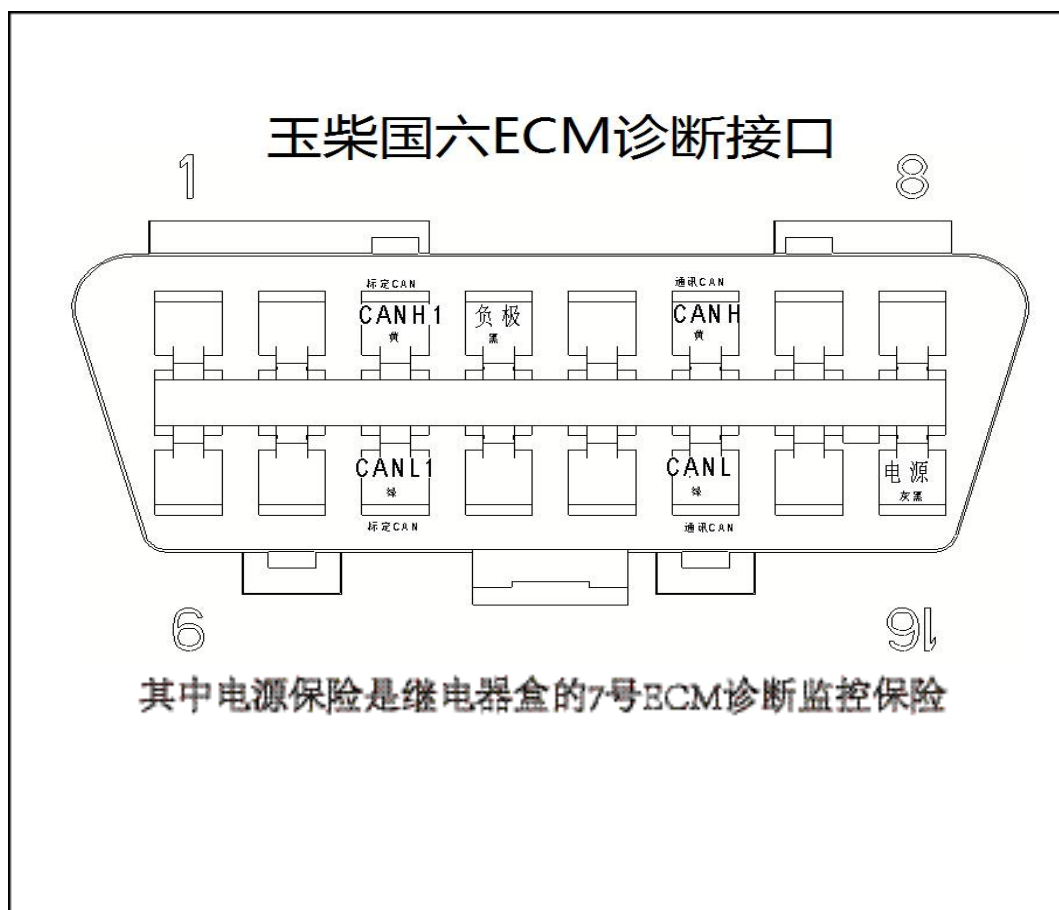 玉柴国六ECM诊断接口
1 8
标定CAN 通讯CAN
CANH1 负极 CANH
黄 黑 黄
CANL1 CANL 电源
绿 绿 灰黑
标定CAN 通讯CAN
9 16
其中电源保险是继电器盒的7号ECM诊断监控保险